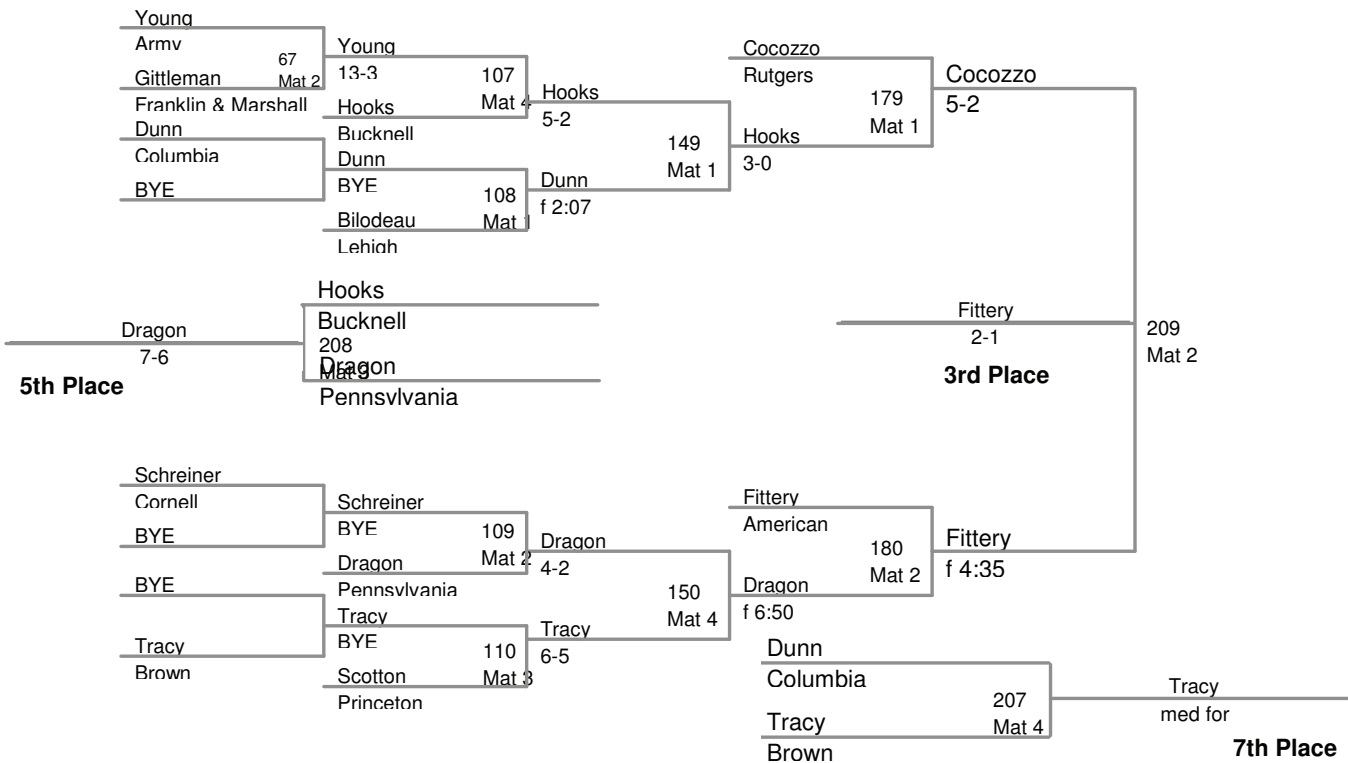 Young
Army
67
Mat 2
Gittleman
Franklin & Marshall
Dunn
Columbia
BYE
Young
13-3
107
Mat 4
Hooks
Bucknell
Dunn
BYE
108
Mat 1
Bilodeau
Lehigh
Hooks
5-2
149
Mat 1
Dunn
f 2:07
Cocozzo
Rutgers
179
Mat 1
Hooks
3-0
Cocozzo
5-2
Hooks
Bucknell
208
Mat 3
Dragon
Pennsylvania
Dragon
7-6
5th Place
Fittery
2-1
3rd Place
209
Mat 2
Schreiner
Cornell
BYE
BYE
Tracy
Brown
Schreiner
BYE
109
Mat 2
Dragon
Pennsylvania
Tracy
BYE
110
Mat 3
Scotton
Princeton
Dragon
4-2
150
Mat 4
Tracy
6-5
Fittery
American
180
Mat 2
Dragon
f 6:50
Fittery
f 4:35
Dunn
Columbia
207
Mat 4
Tracy
Brown
Tracy
med for
7th Place